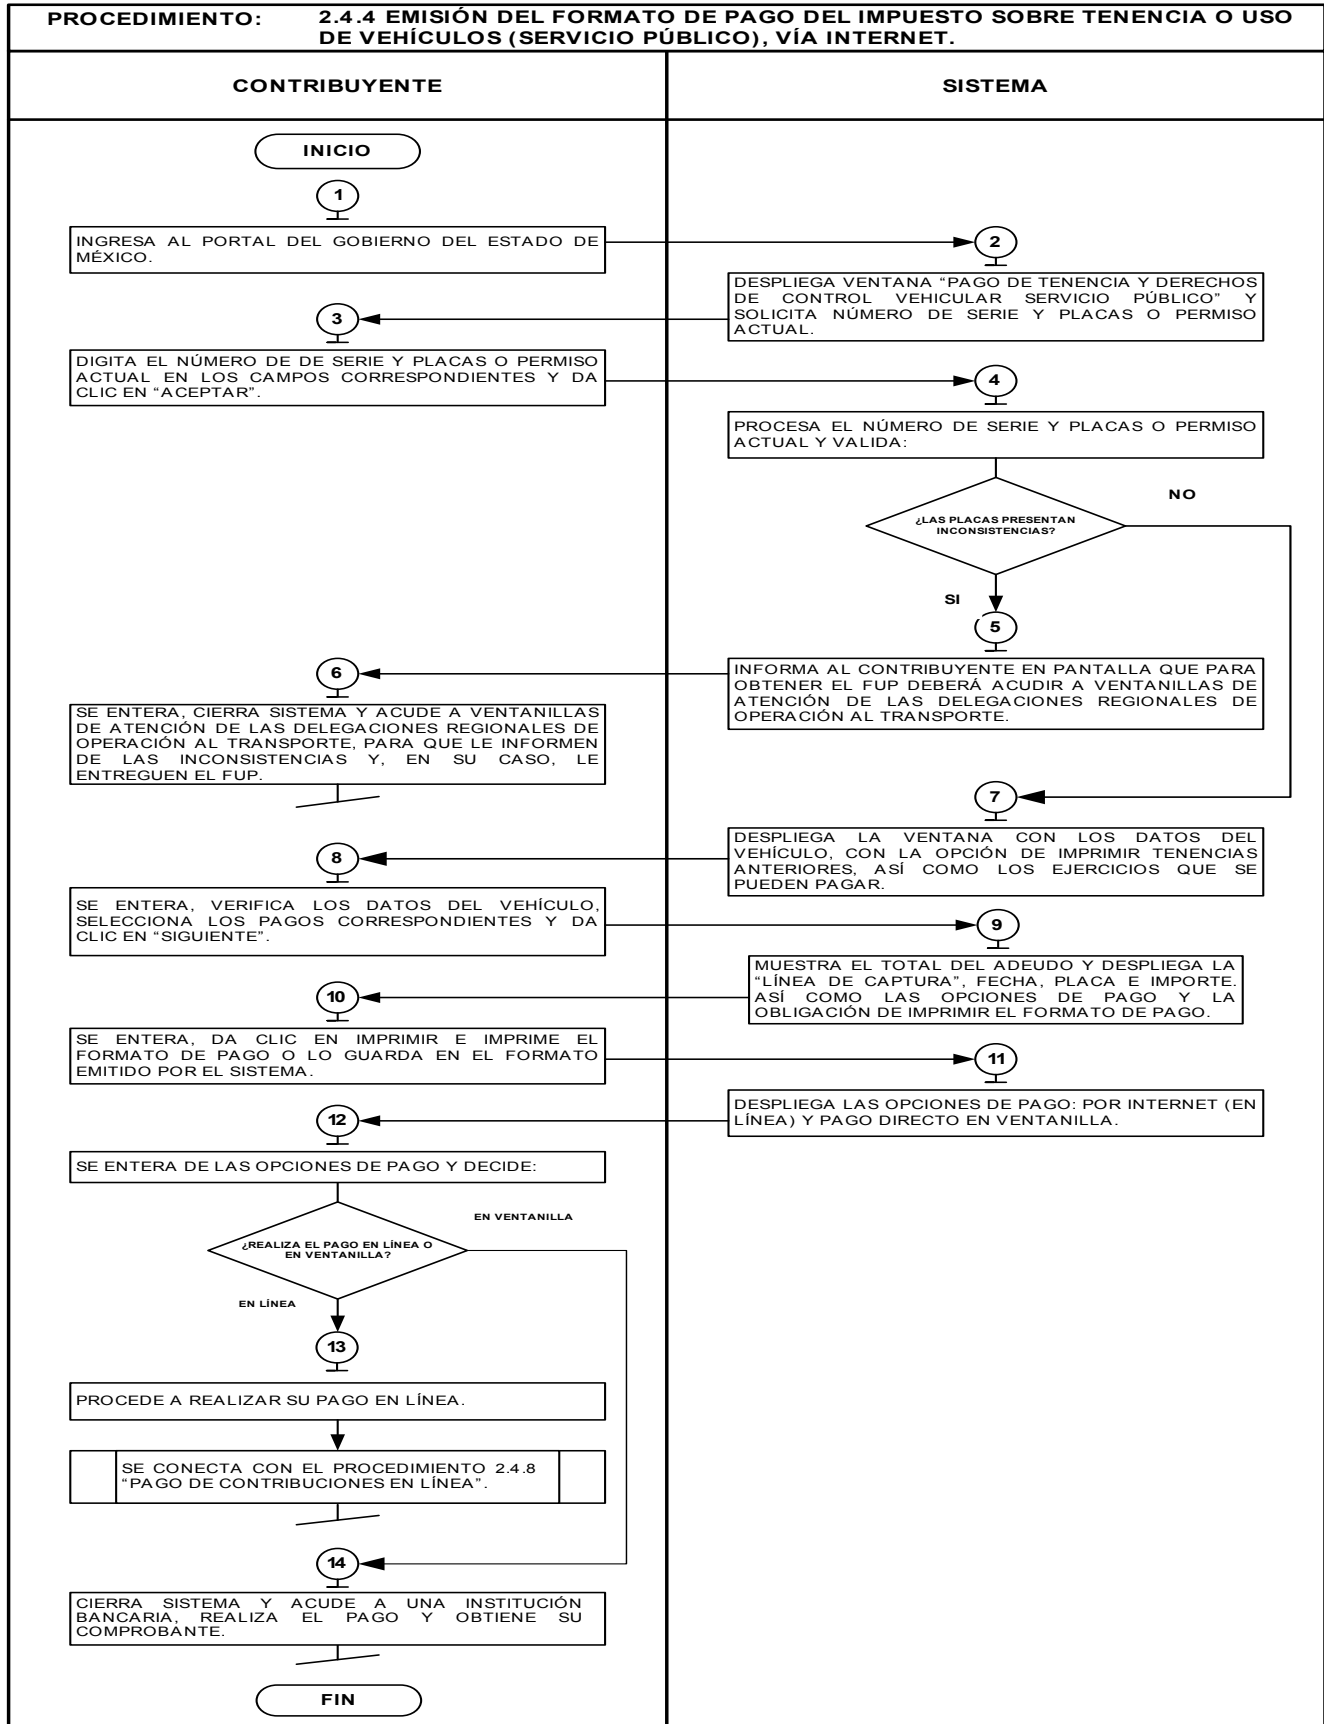 PROCEDIMIENTO: 2.4.4 EMISIÓN DEL FORMATO DE PAGO DEL IMPUESTO SOBRE TENENCIA O USO
DE VEHÍCULOS (SERVICIO PÚBLICO), VÍA INTERNET.
CONTRIBUYENTE
SISTEMA
INICIO
1
INGRESA AL PORTAL DEL GOBIERNO DEL ESTADO DE
MÉXICO.
2
DESPLIEGA VENTANA “PAGO DE TENENCIA Y DERECHOS
DE CONTROL VEHICULAR SERVICIO PÚBLICO” Y
SOLICITA NÚMERO DE SERIE Y PLACAS O PERMISO
ACTUAL.
3
DIGITA EL NÚMERO DE DE SERIE Y PLACAS O PERMISO
ACTUAL EN LOS CAMPOS CORRESPONDIENTES Y DA
CLIC EN “ACEPTAR”.
4
PROCESA EL NÚMERO DE SERIE Y PLACAS O PERMISO
ACTUAL Y VALIDA:
¿LAS PLACAS PRESENTAN
INCONSISTENCIAS?
NO
SI
5
INFORMA AL CONTRIBUYENTE EN PANTALLA QUE PARA
OBTENER EL FUP DEBERÁ ACUDIR A VENTANILLAS DE
ATENCIÓN DE LAS DELEGACIONES REGIONALES DE
OPERACIÓN AL TRANSPORTE.
6
SE ENTERA, CIERRA SISTEMA Y ACUDE A VENTANILLAS
DE ATENCIÓN DE LAS DELEGACIONES REGIONALES DE
OPERACIÓN AL TRANSPORTE, PARA QUE LE INFORMEN
DE LAS INCONSISTENCIAS Y, EN SU CASO, LE
ENTREGUEN EL FUP.
7
DESPLIEGA LA VENTANA CON LOS DATOS DEL
VEHÍCULO, CON LA OPCIÓN DE IMPRIMIR TENENCIAS
ANTERIORES, ASÍ COMO LOS EJERCICIOS QUE SE
PUEDEN PAGAR.
8
SE ENTERA, VERIFICA LOS DATOS DEL VEHÍCULO,
SELECCIONA LOS PAGOS CORRESPONDIENTES Y DA
CLIC EN “SIGUIENTE”.
9
MUESTRA EL TOTAL DEL ADEUDO Y DESPLIEGA LA
“LÍNEA DE CAPTURA”, FECHA, PLACA E IMPORTE.
ASÍ COMO LAS OPCIONES DE PAGO Y LA
OBLIGACIÓN DE IMPRIMIR EL FORMATO DE PAGO.
10
SE ENTERA, DA CLIC EN IMPRIMIR E IMPRIME EL
FORMATO DE PAGO O LO GUARDA EN EL FORMATO
EMITIDO POR EL SISTEMA.
11
DESPLIEGA LAS OPCIONES DE PAGO: POR INTERNET (EN
LÍNEA) Y PAGO DIRECTO EN VENTANILLA.
12
SE ENTERA DE LAS OPCIONES DE PAGO Y DECIDE:
¿REALIZA EL PAGO EN LÍNEA O
EN VENTANILLA?
EN VENTANILLA
EN LÍNEA
13
PROCEDE A REALIZAR SU PAGO EN LÍNEA.
SE CONECTA CON EL PROCEDIMIENTO 2.4.8
“PAGO DE CONTRIBUCIONES EN LÍNEA”.
14
CIERRA SISTEMA Y ACUDE A UNA INSTITUCIÓN
BANCARIA, REALIZA EL PAGO Y OBTIENE SU
COMPROBANTE.
FIN